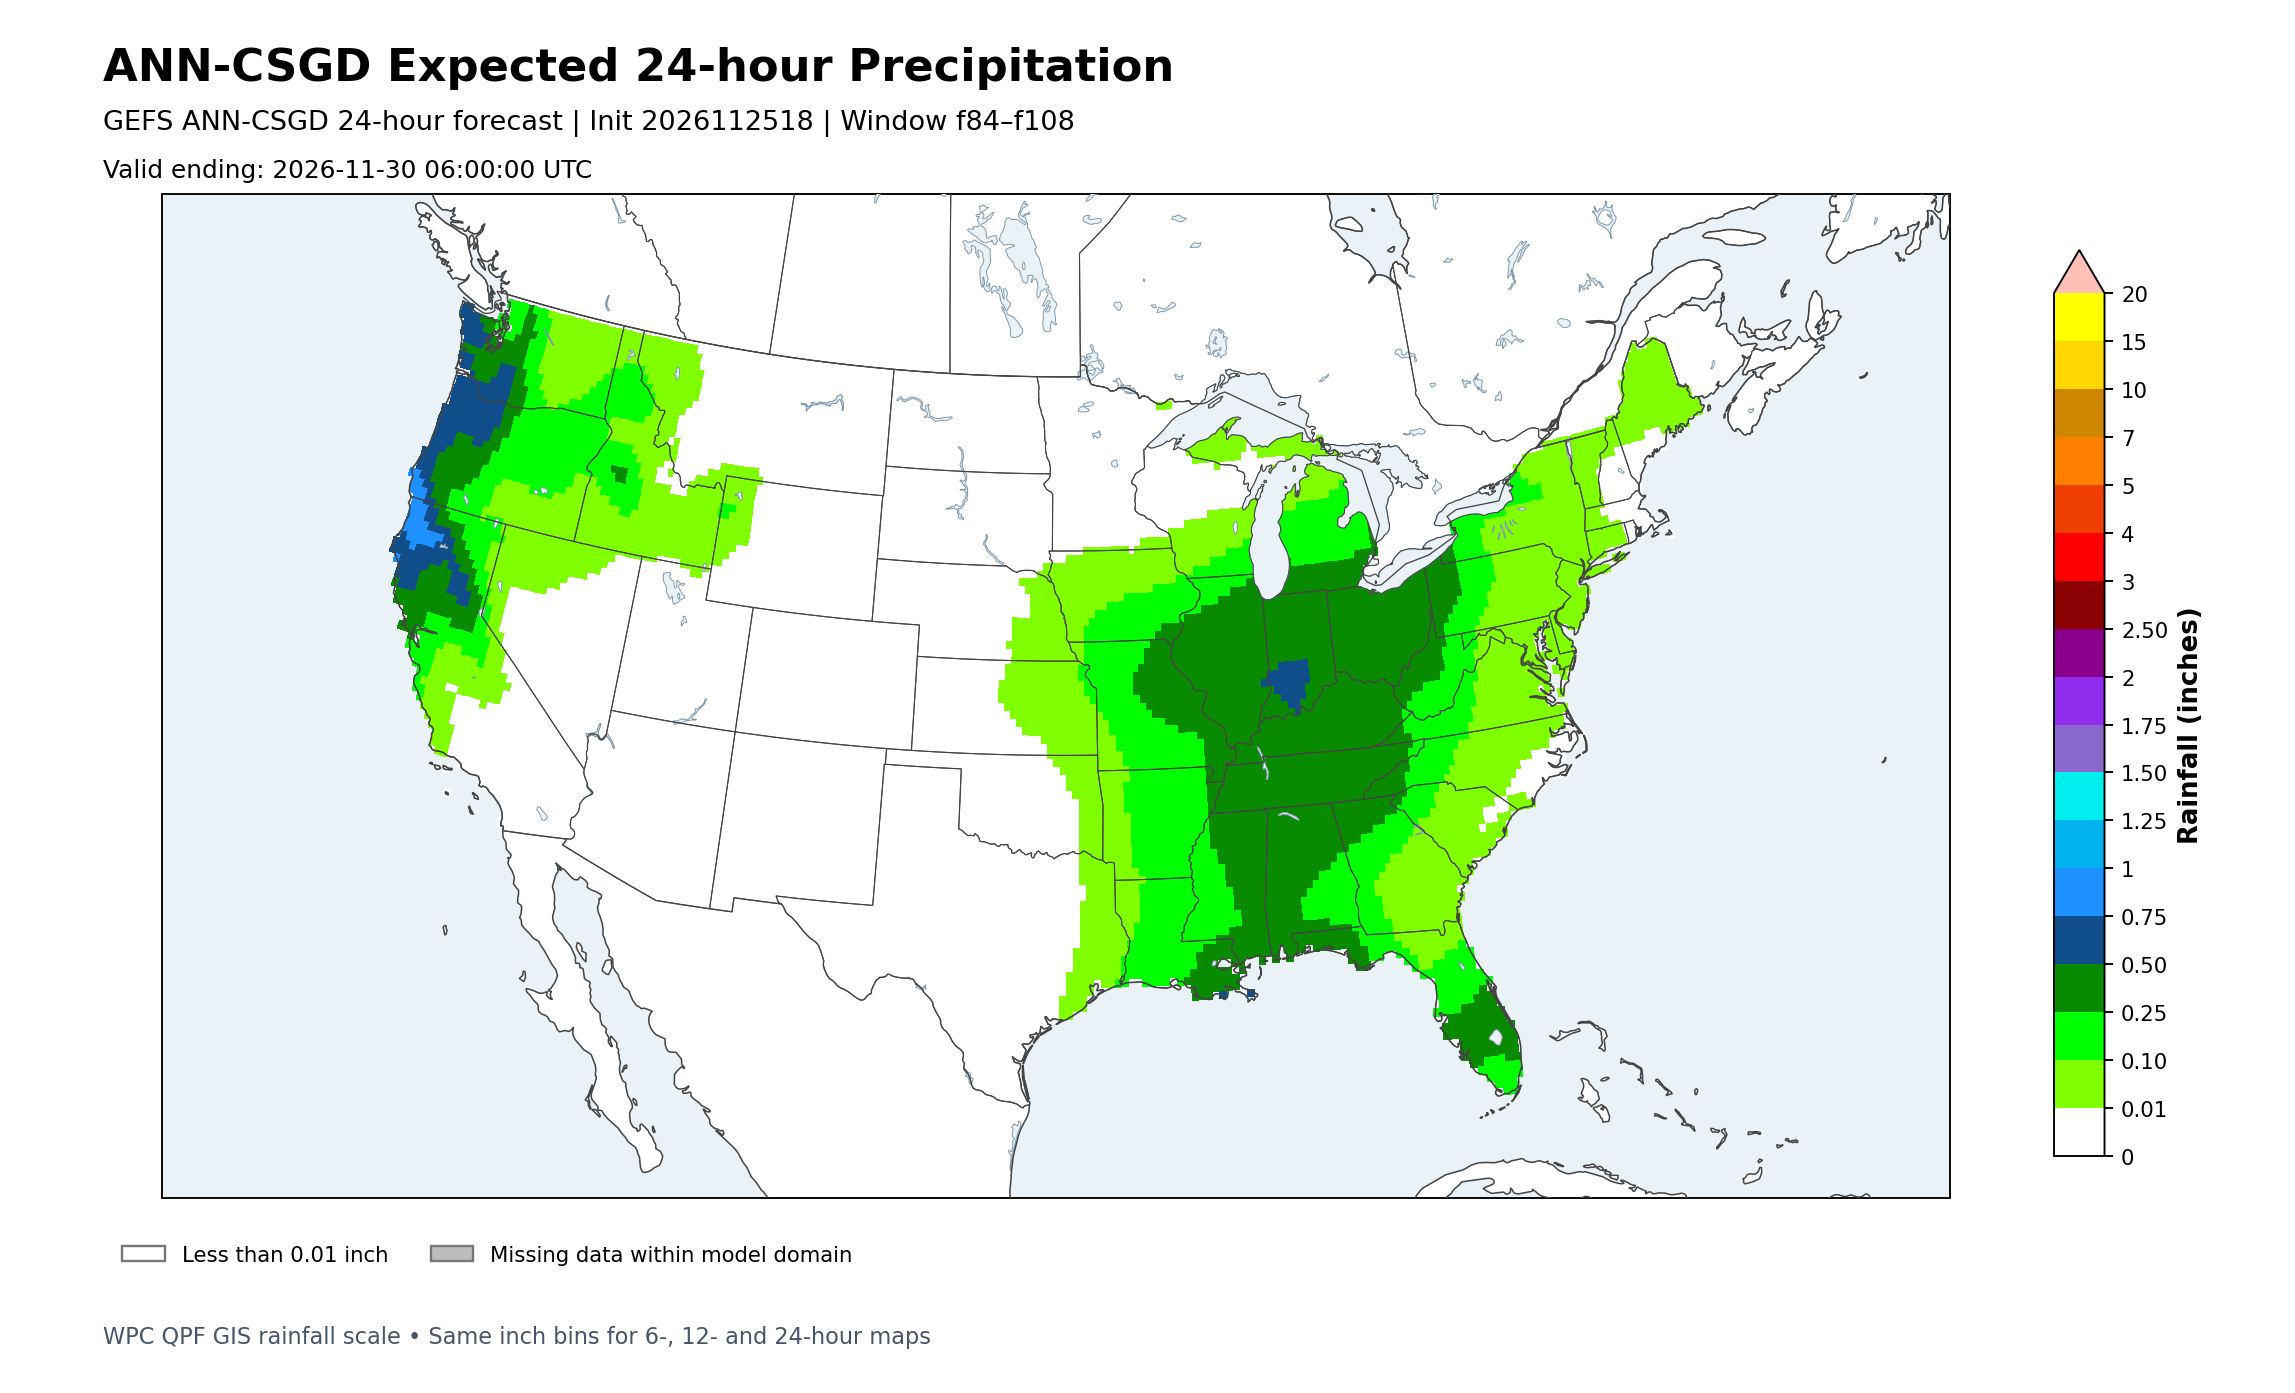 ANN-CSGD Expected 24-hour Precipitation
GEFS ANN-CSGD 24-hour forecast | Init 2026112518 | Window f84–f108
Valid ending: 2026-11-30 06:00:00 UTC
20
15
10
7
5
4
3
2.50
2
1.75
1.50
1.25
1
0.75
0.50
0.25
0.10
0.01
0
Rainfall (inches)
Less than 0.01 inch
Missing data within model domain
WPC QPF GIS rainfall scale • Same inch bins for 6-, 12- and 24-hour maps